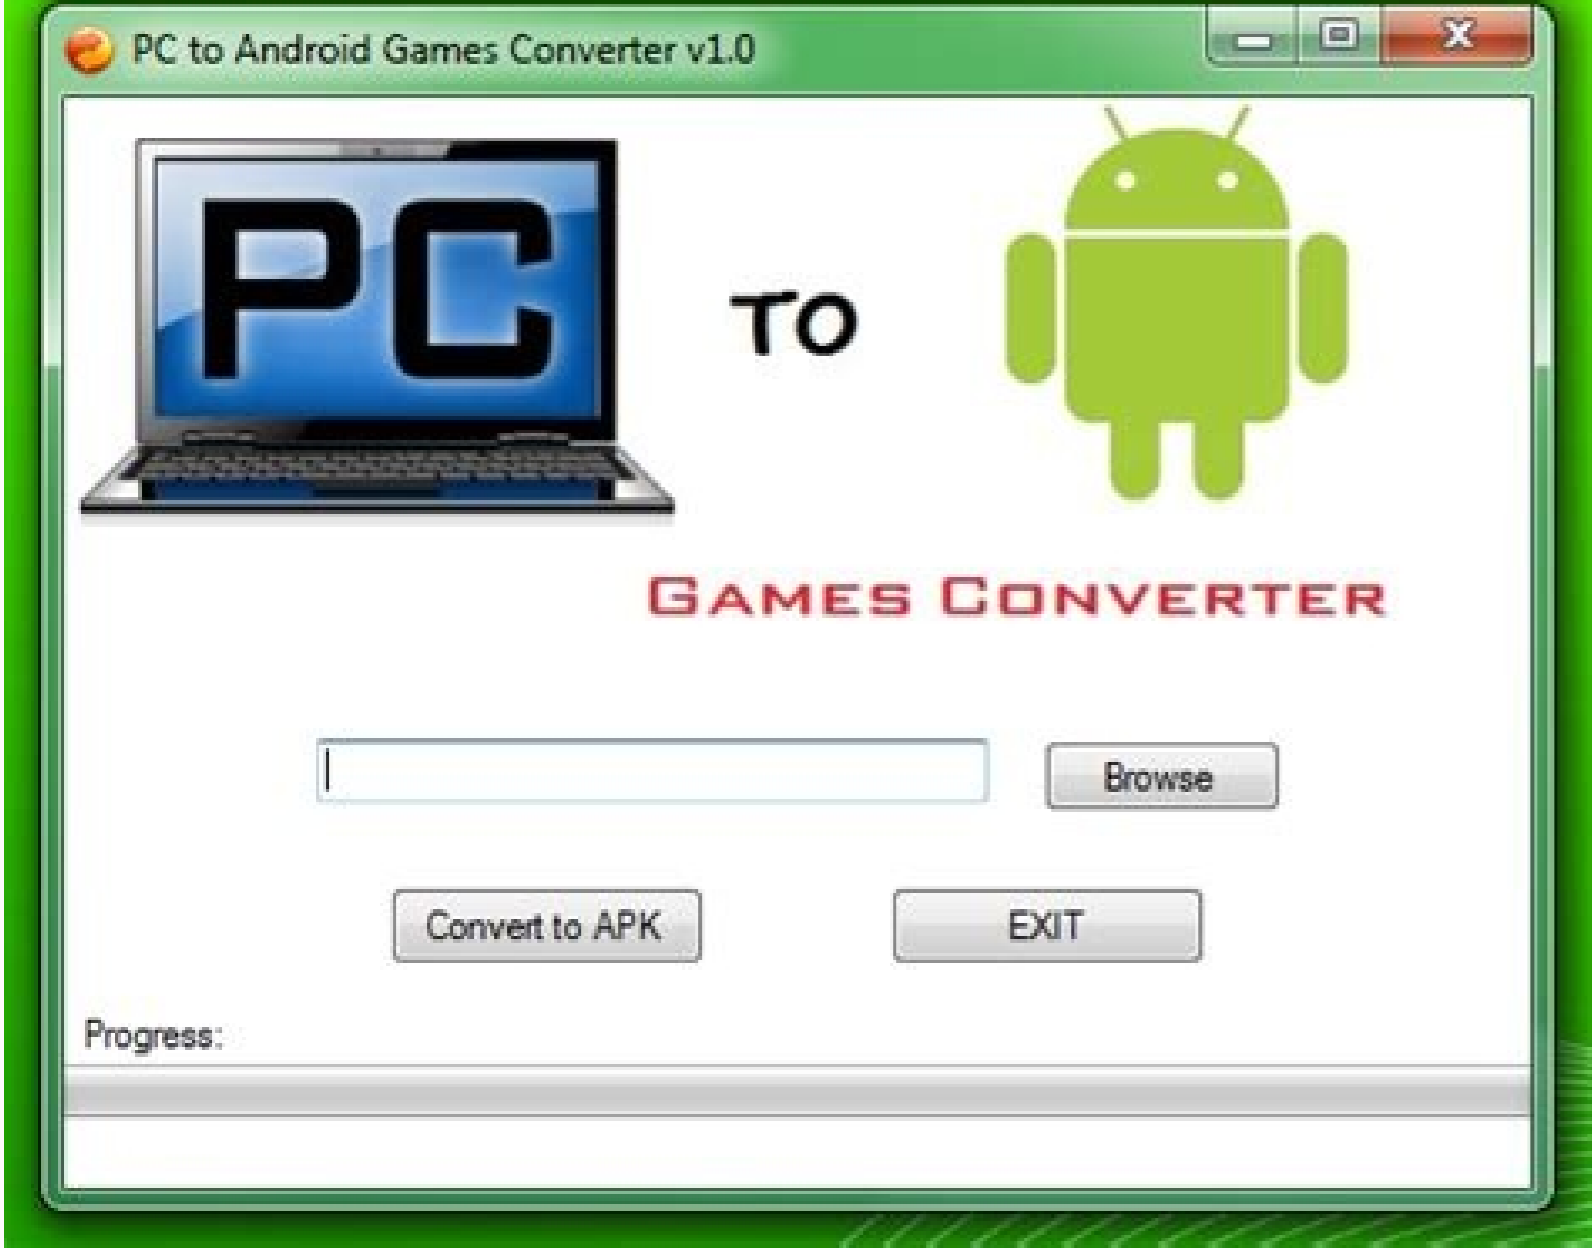 PC to Android Games Converter v1.0
PC
TO
GAMES CONVERTER
Browse
Convert to APK
EXIT
Progress: